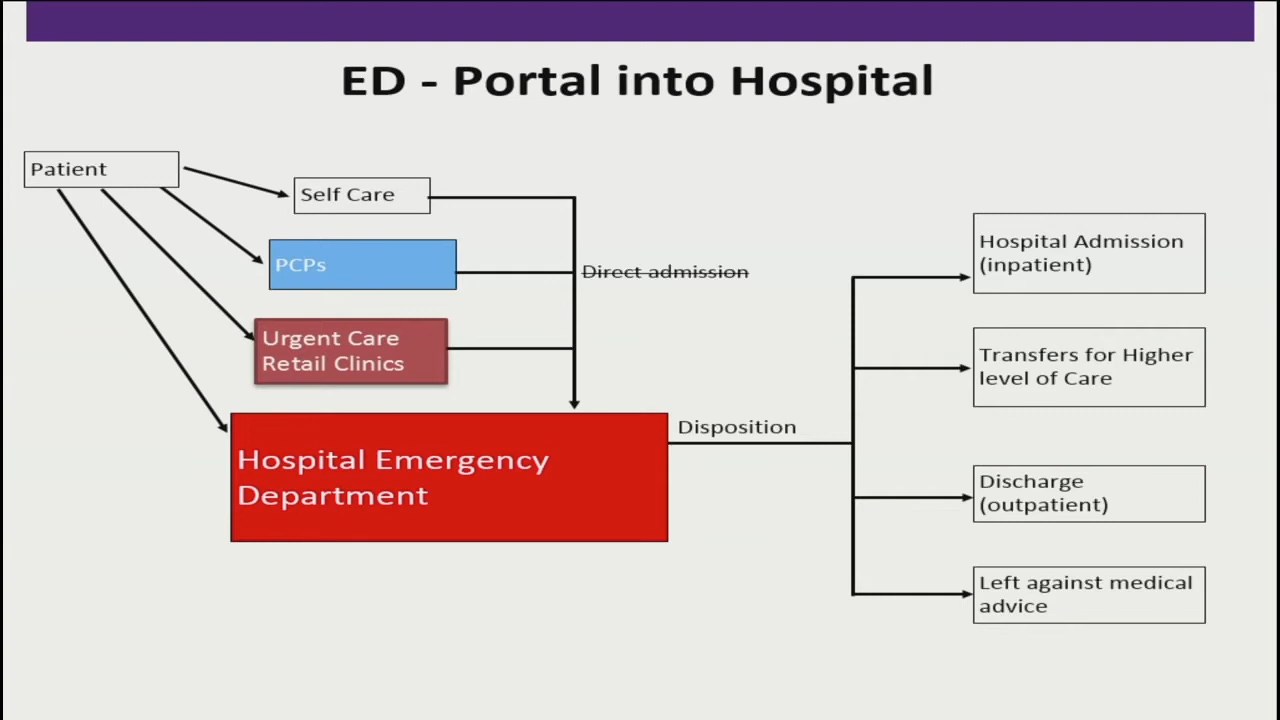 ED - Portal into Hospital
Patient
Self Care
PCPs
Direct admission
Urgent Care
Retail Clinics
Hospital Emergency
Department
Disposition
Hospital Admission
(inpatient)
Transfers for Higher
level of Care
Discharge
(outpatient)
Left against medical
advice